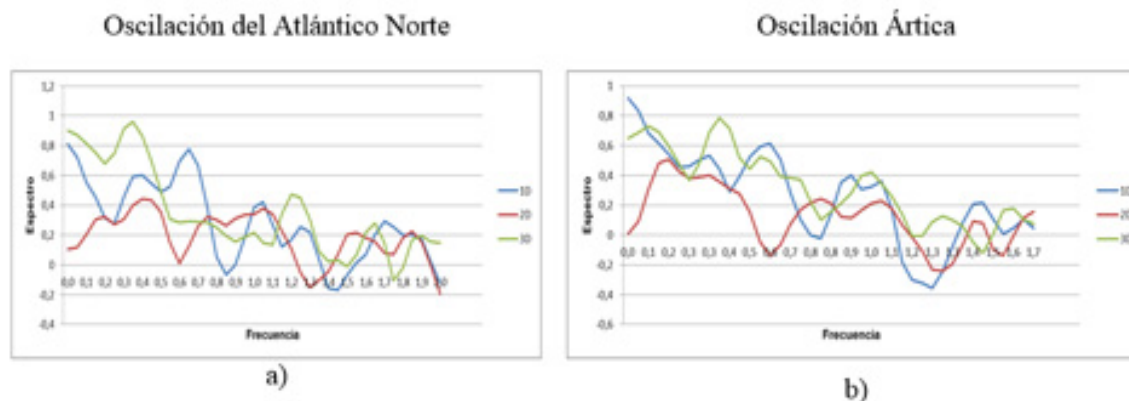 Oscilación del Atlántico Norte
Oscilación Ártica
1,2
1
0,8
0,6
0,4
0,2
0
-0,2
-0,4
Espectro
0,0 0,1 0,2 0,3 0,4 0,5 0,6 0,7 0,8 0,9 1,0 1,1 1,2 1,3 1,4 1,5 1,6 1,7 1,8 1,9
Frecuencia
a)
1
0,8
0,6
0,4
0,2
0
-0,2
-0,4
-0,6
Espectro
0,0 0,1 0,2 0,3 0,3 0,4 0,5 0,6 0,7 0,8 0,8 0,9 1,0 1,1 1,2 1,3 1,3 1,4 1,5 1,6 1,7
Frecuencia
b)